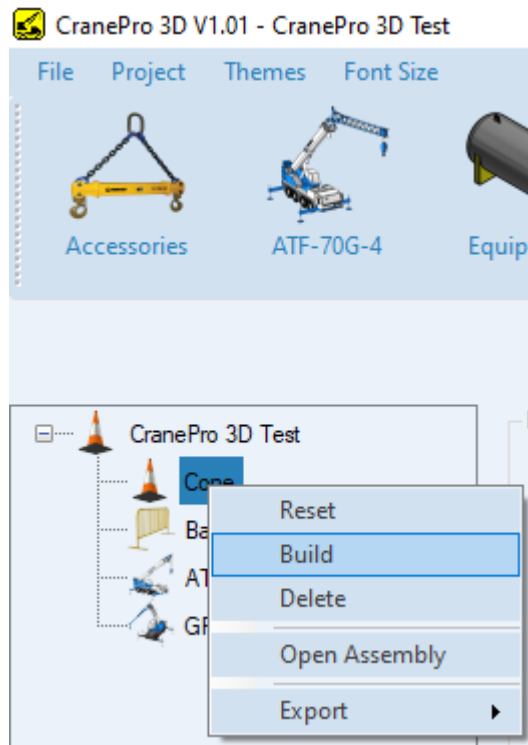 CranePro 3D V1.01 - CranePro 3D Test
File Project Themes Font Size
Accessories ATF-70G-4
CranePro 3D Test
Cone
Reset
Build
Delete
Open Assembly
Export